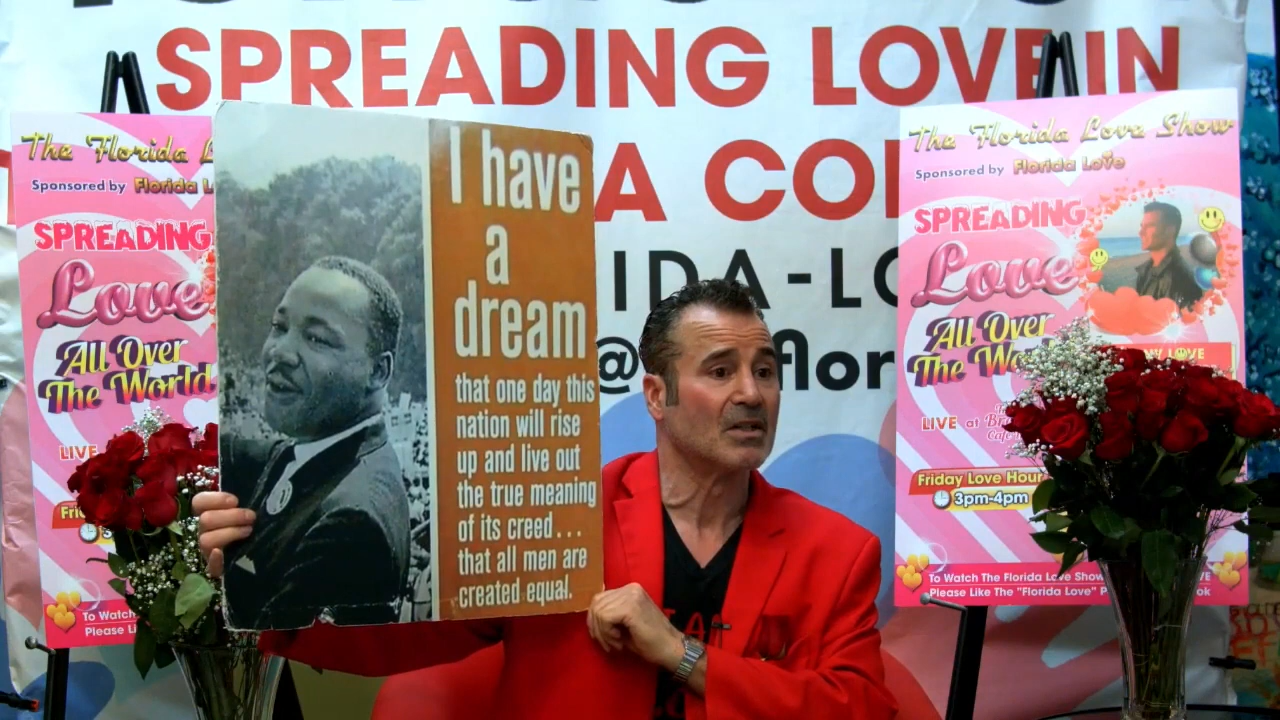 SPREADING LOVE IN
A CO
IDA-LO
@ flor
The Florida L
Sponsored by Florida L
SPREADING
Love
All Over
The World
LIVE
To Watch
Please Li
I have
a
dream
that one day this
nation will rise
up and live out
the true meaning
of its creed...
that all men are
created equal.
The Florida Love Show
Sponsored by Florida Love
SPREADING
Love
All Over
The Wo
LIVE at
Friday Love Hour
3pm-4pm
To Watch The Florida Love Show
Please Like The "Florida Love" P